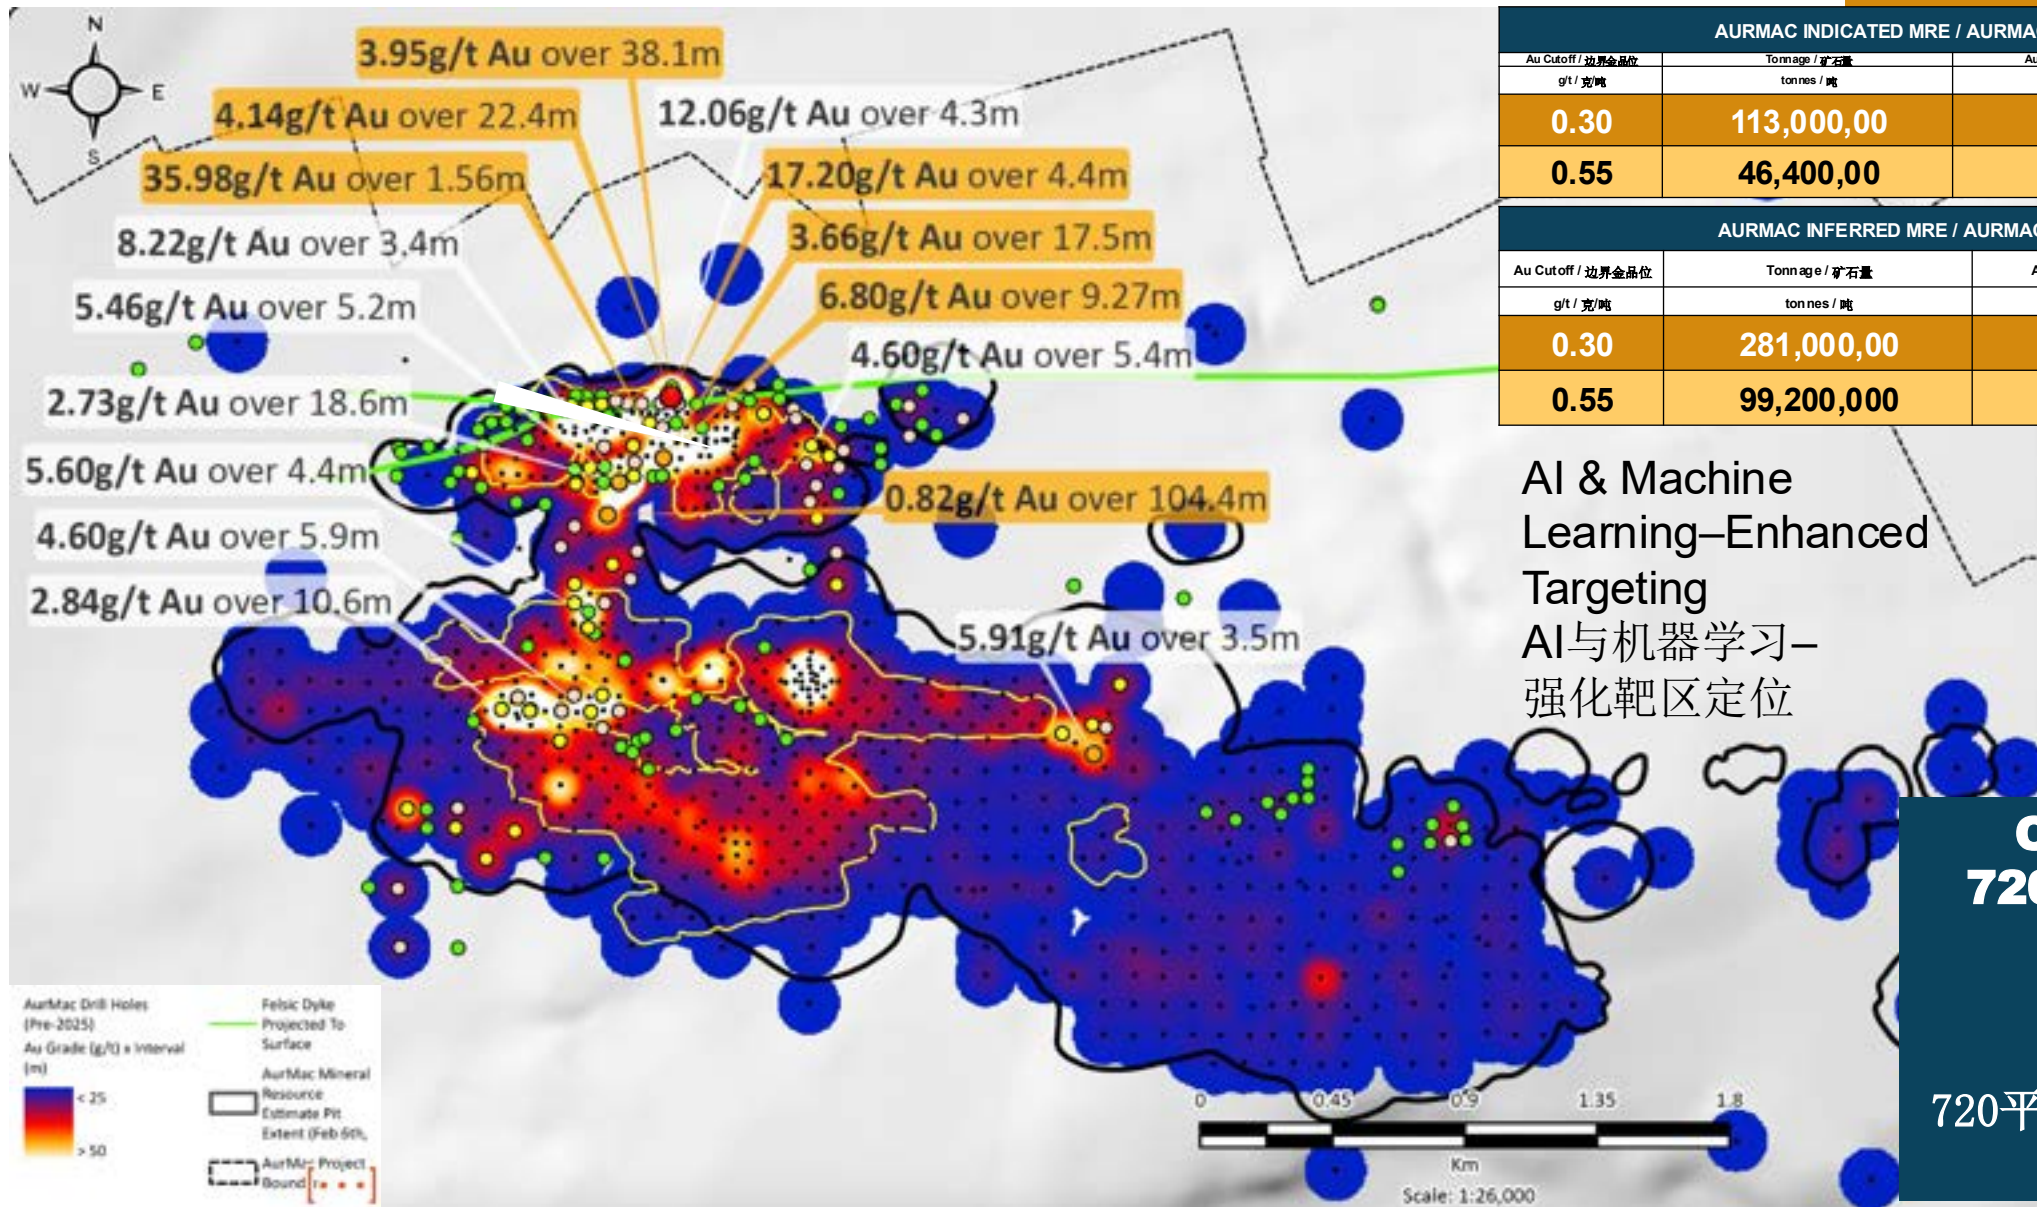 N
W
E
S
3.95g/t Au over 38.1m
4.14g/t Au over 22.4m
12.06g/t Au over 4.3m
35.98g/t Au over 1.56m
17.20g/t Au over 4.4m
8.22g/t Au over 3.4m
3.66g/t Au over 17.5m
5.46g/t Au over 5.2m
6.80g/t Au over 9.27m
4.60g/t Au over 5.4m
2.73g/t Au over 18.6m
5.60g/t Au over 4.4m
0.82g/t Au over 104.4m
4.60g/t Au over 5.9m
2.84g/t Au over 10.6m
5.91g/t Au over 3.5m
AURMAC INDICATED MRE / AURMAC
Au Cutoff / 边界金品位 Tonnage / 矿石量 Au
g/t / 克/吨 tonnes / 吨
0.30 113,000,00
0.55 46,400,00
AURMAC INFERRED MRE / AURMAC
Au Cutoff / 边界金品位 Tonnage / 矿石量 A
g/t / 克/吨 tonnes / 吨
0.30 281,000,00
0.55 99,200,000
AI & Machine
Learning–Enhanced
Targeting
AI与机器学习–
强化靶区定位
720
720平
AurMac Drill Holes
(Pre-2025)
Au Grade (g/t) x Interval
(m)
< 25
> 50
Felsic Dyke
Projected To
Surface
AurMac Mineral
Resource
Estimate Pit
Extent (Feb 6th,
AurMac Project
0 0.45 0.9 1.35 1.8
Km
Scale: 1:26,000